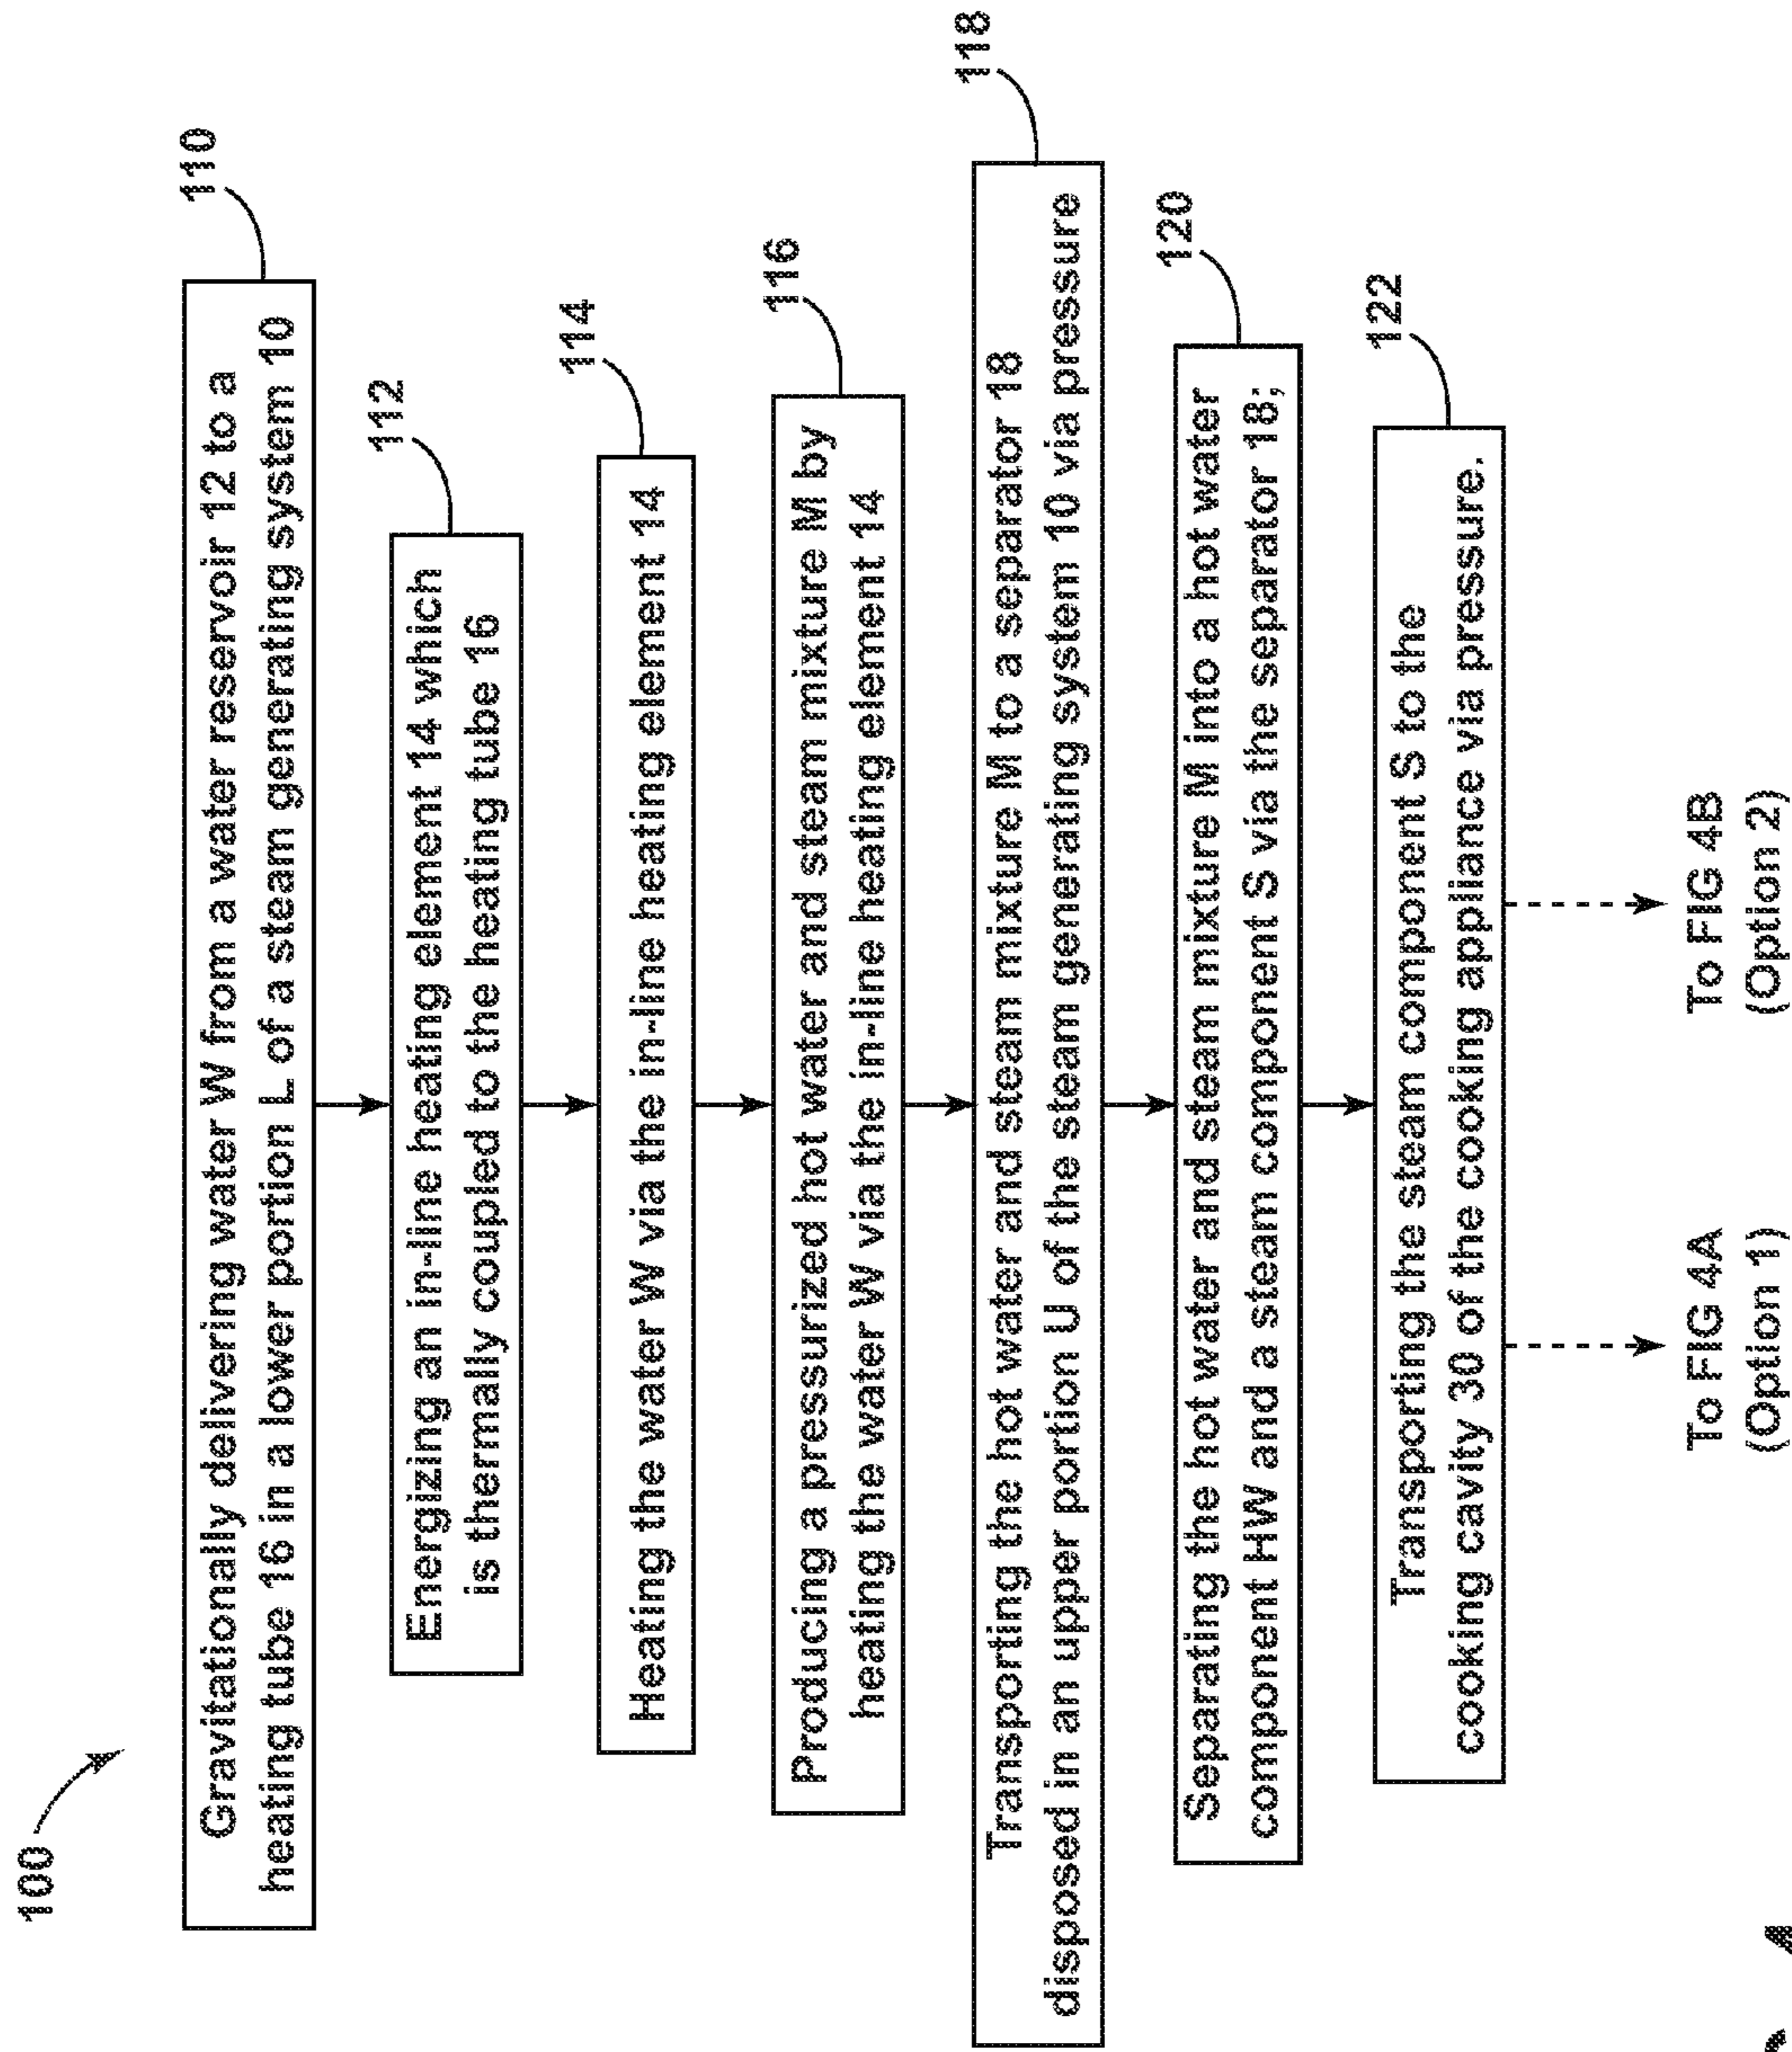 100
Gravitationally delivering water W from a water reservoir 12 to a
heating tube 16 in a lower portion L of a steam generating system 10
110
Energizing an in-line heating element 14 which
is thermally coupled to the heating tube 16
112
Heating the water W via the in-line heating element 14
114
Producing a pressurized hot water and steam mixture M by
heating the water W via the in-line heating element 14
116
Transporting the hot water and steam mixture M to a separator 18
disposed in an upper portion U of the steam generating system 10 via pressure
118
Separating the hot water and steam mixture M into a hot water
component HW and a steam component S via the separator 18;
120
Transporting the steam component S to the
cooking cavity 30 of the cooking appliance via pressure.
122
To FIG 4A
(Option 1)
To FIG 4B
(Option 2)